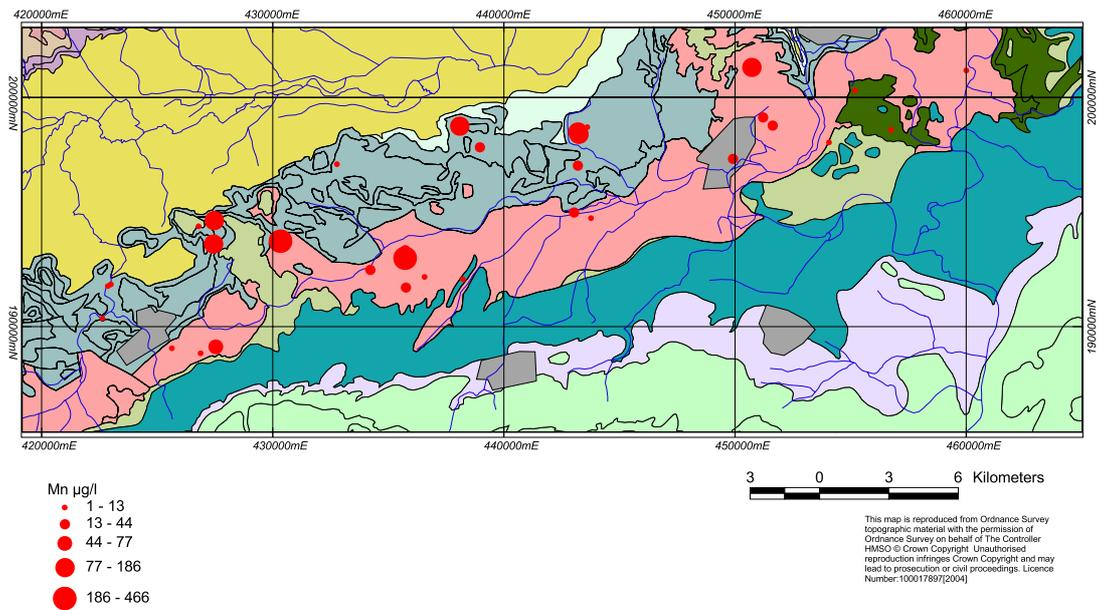 420000mE 430000mE 440000mE 450000mE 460000mE
200000mN 200000mN
190000mN 190000mN
420000mE 430000mE 440000mE 450000mE 460000mE
3 0 3 6 Kilometers
Mn µg/l
1 - 13
13 - 44
44 - 77
77 - 186
186 - 466
This map is reproduced from Ordnance Survey
topographic material with the permission of
Ordnance Survey on behalf of The Controller
HMSO © Crown Copyright Unauthorised
reproduction infringes Crown Copyright and may
lead to prosecution or civil proceedings. Licence
Number:100017897[2004]